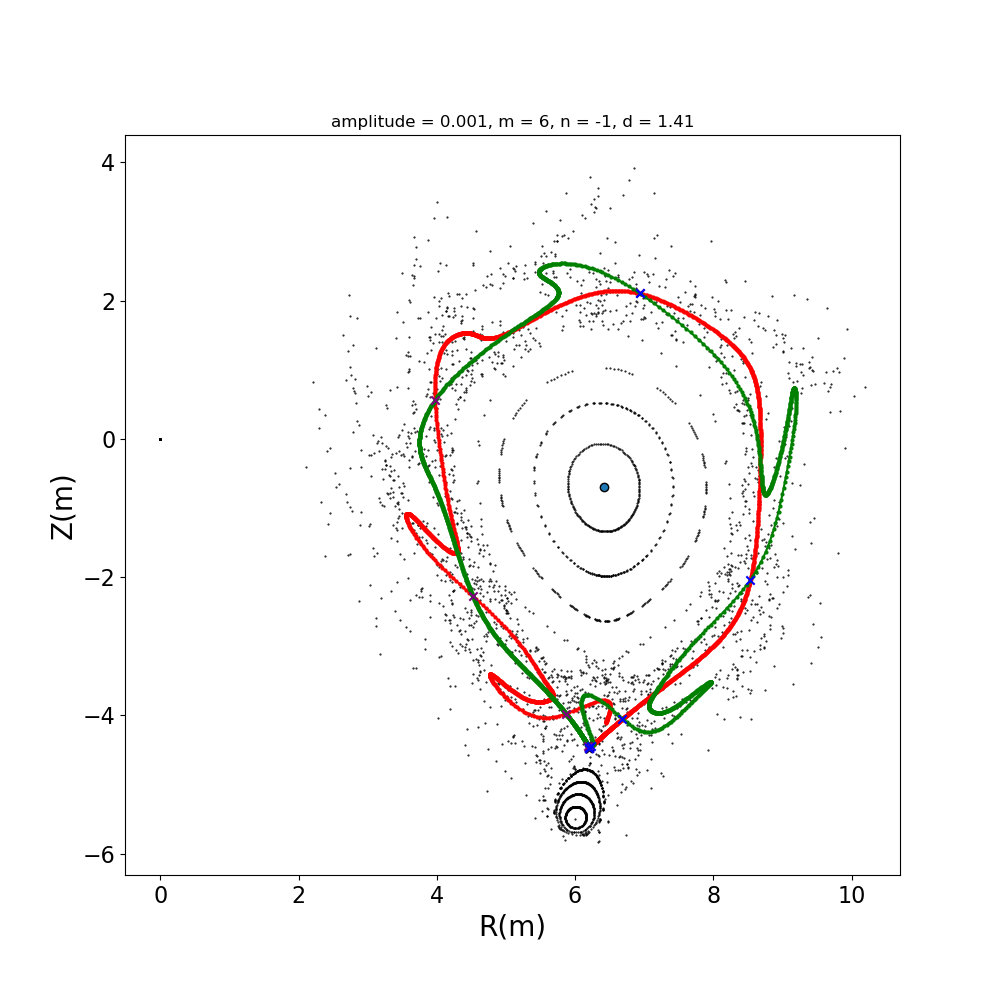 amplitude = 0.001, m = 6, n = -1, d = 1.41
4
2
0
−2
−4
−6
Z(m)
0 2 4 6 8 10
R(m)